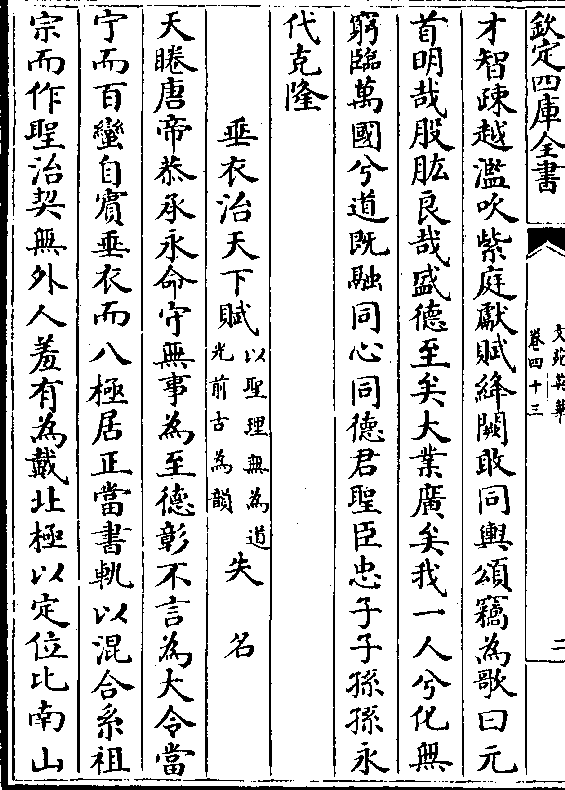 欽定四庫全書
文苑英華
卷四十三
二
才智疎越濫吹紫庭獻賦絳闕敢同輿頌竊為歌曰元
首明哉股肱良哉盛德至矣大業廣矣我一人兮化無
窮臨萬國兮道既融同心同德君聖臣忠子子孫孫永
代克隆
垂衣治天下賦以聖理無為道光前古為韻失名
天睠唐帝恭承永命守無事為至德彰不言為大令當
宁而百蠻自賓垂衣而八極居正當書軌以混合系祖
宗而作聖治契無外人羞有為戴北極以定位比南山